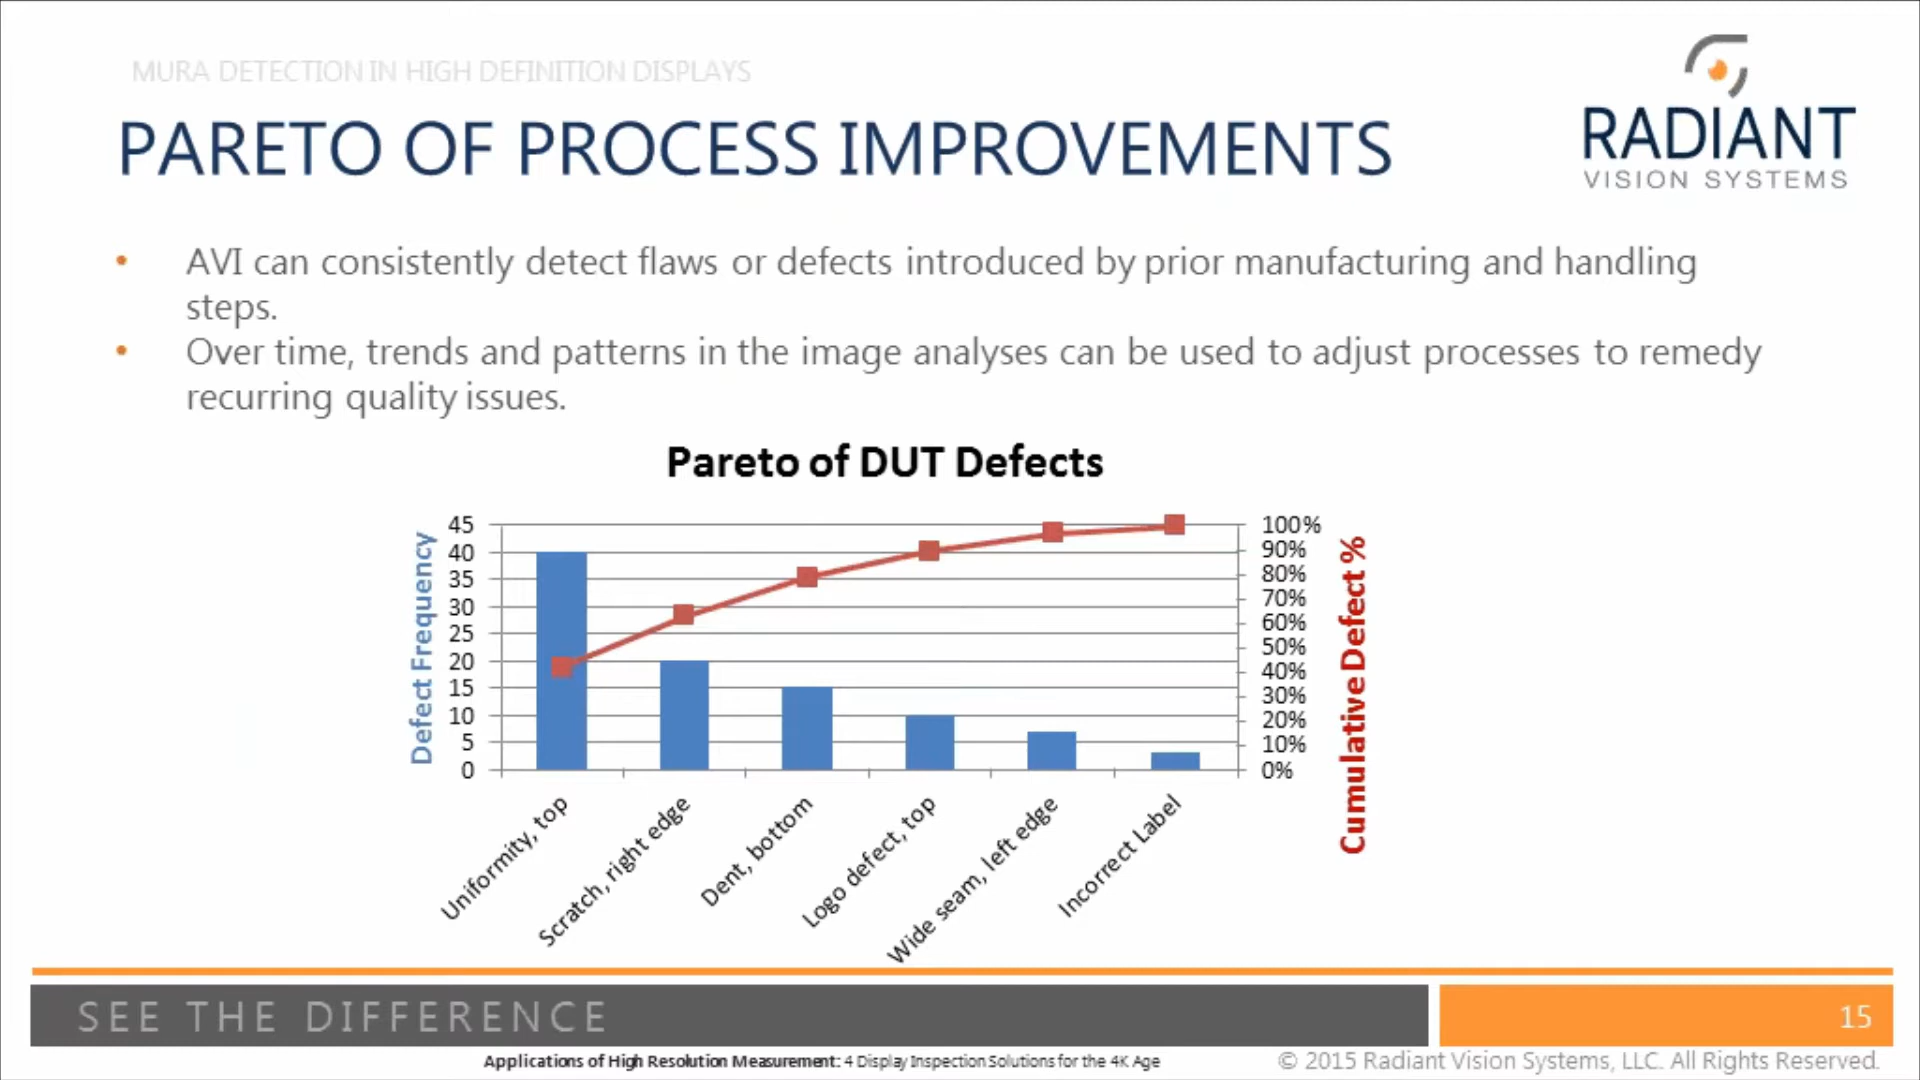 MURA DETECTION IN HIGH DEFINITION DISPLAYS
PARETO OF PROCESS IMPROVEMENTS
RADIANT
VISION SYSTEMS
• AVI can consistently detect flaws or defects introduced by prior manufacturing and handling
steps.
• Over time, trends and patterns in the image analyses can be used to adjust processes to remedy
recurring quality issues.
Pareto of DUT Defects
Defect Frequency
45
40
35
30
25
20
15
10
5
0
100%
90%
80%
70%
60%
50%
40%
30%
20%
10%
0%
Cumulative Defect %
Uniformity, top
Scratch, right edge
Dent, bottom
Logo defect, top
Wide seam, left edge
Incorrect Label
SEE THE DIFFERENCE
15
Applications of High Resolution Measurement: 4 Display Inspection Solutions for the 4K Age
© 2015 Radiant Vision Systems, LLC. All Rights Reserved.